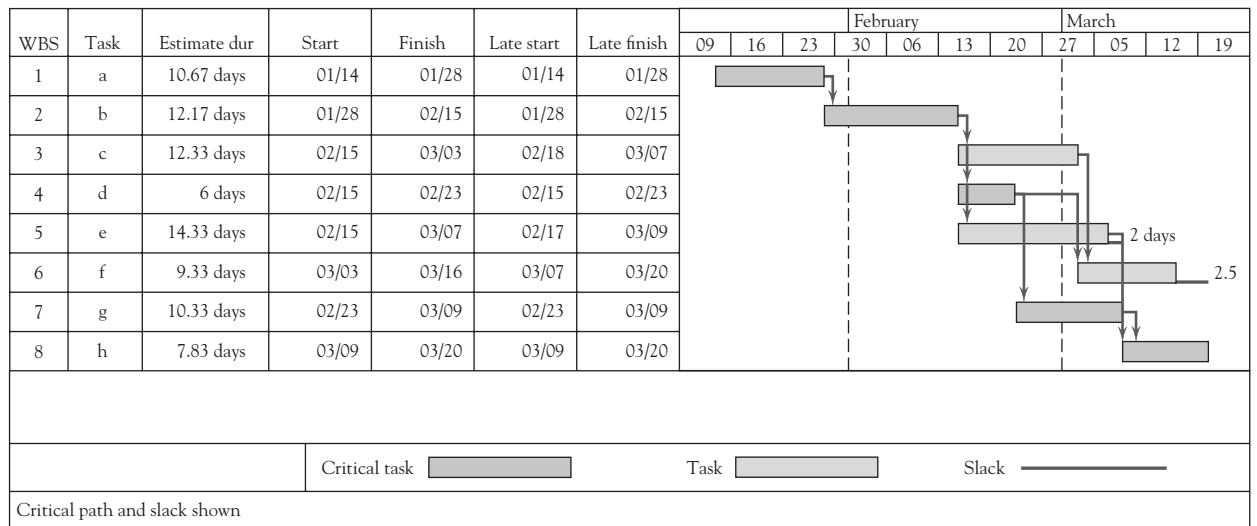 February March
WBS Task Estimate dur Start Finish Late start Late finish 09 16 23 30 06 13 20 27 05 12 19
1 a 10.67 days 01/14 01/28 01/14 01/28
2 b 12.17 days 01/28 02/15 01/28 02/15
3 c 12.33 days 02/15 03/03 02/18 03/07
4 d 6 days 02/15 02/23 02/15 02/23
5 e 14.33 days 02/15 03/07 02/17 03/09 2 days
6 f 9.33 days 03/03 03/16 03/07 03/20 2.5
7 g 10.33 days 02/23 03/09 02/23 03/09
8 h 7.83 days 03/09 03/20 03/09 03/20
Critical task Task Slack
Critical path and slack shown